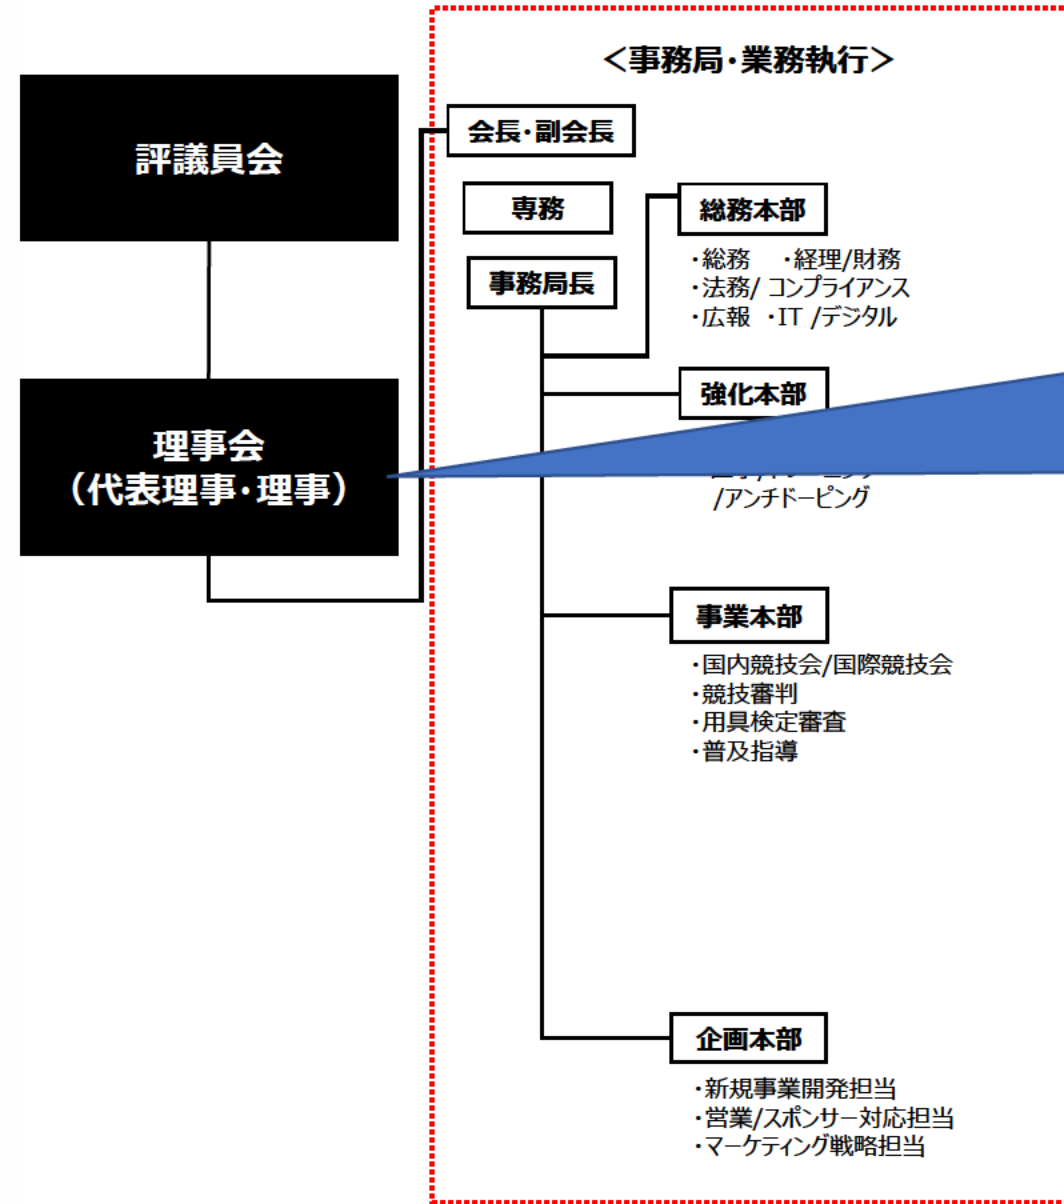 <事務局・業務執行>
評議員会
理事会
(代表理事・理事)
会長・副会長
専務
事務局長
総務本部
・総務 ・経理/財務
・法務/ コンプライアンス
・広報 ・IT /デジタル
強化本部
/アンチドーピング
事業本部
・国内競技会/国際競技会
・競技審判
・用具検定審査
・普及指導
企画本部
・新規事業開発担当
・営業/スポンサー対応担当
・マーケティング戦略担当